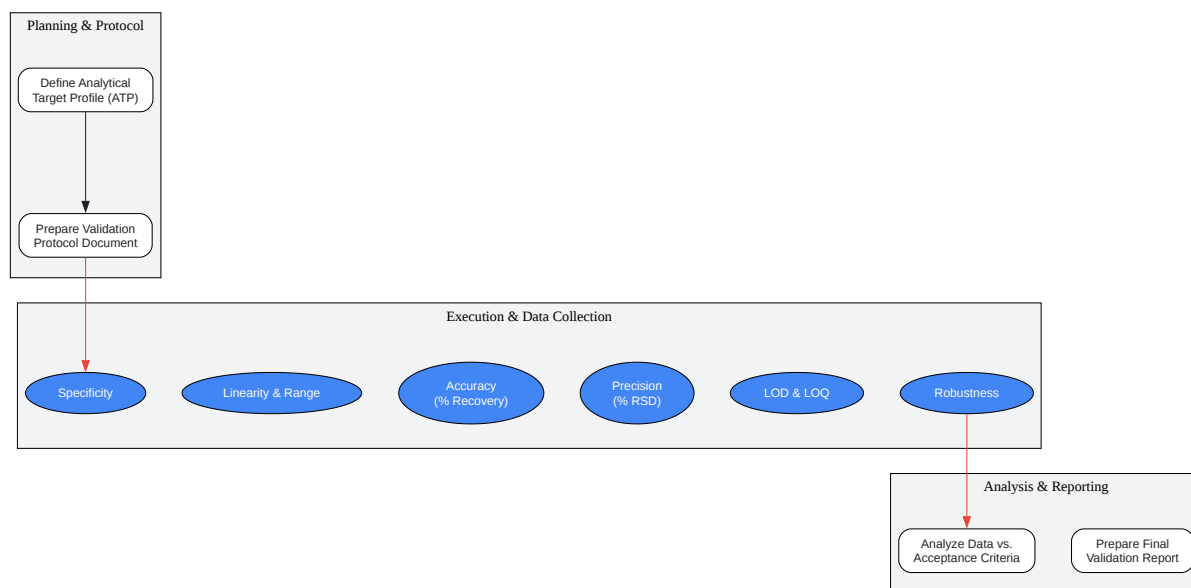 Planning & Protocol
Define Analytical
Target Profile (ATP)
Prepare Validation
Protocol Document
Execution & Data Collection
Specificity
Linearity & Range
Accuracy
(% Recovery)
Precision
(% RSD)
LOD & LOQ
Robustness
Analysis & Reporting
Analyze Data vs.
Acceptance Criteria
Prepare Final
Validation Report